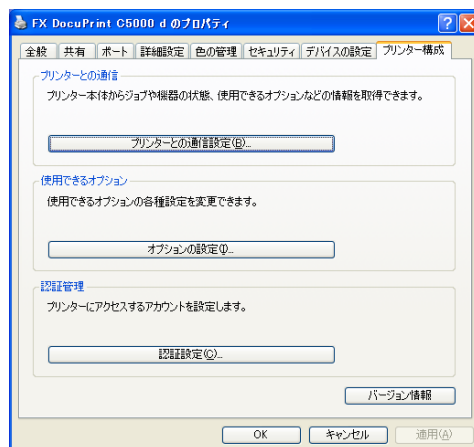 FX DocuPrint C5000 d のプロパティ
全般 共有 ポート 詳細設定 色の管理 セキュリティ デバイスの設定 プリンター構成
プリンターとの通信
プリンター本体からジョブや機器の状態、使用できるオプションなどの情報を取得できます。
プリンターとの通信設定(B)...
使用できるオプション
使用できるオプションの各種設定を変更できます。
オプションの設定(I)...
認証管理
プリンターにアクセスするアカウントを設定します。
認証設定(C)...
バージョン情報
OK キャンセル 適用(A)